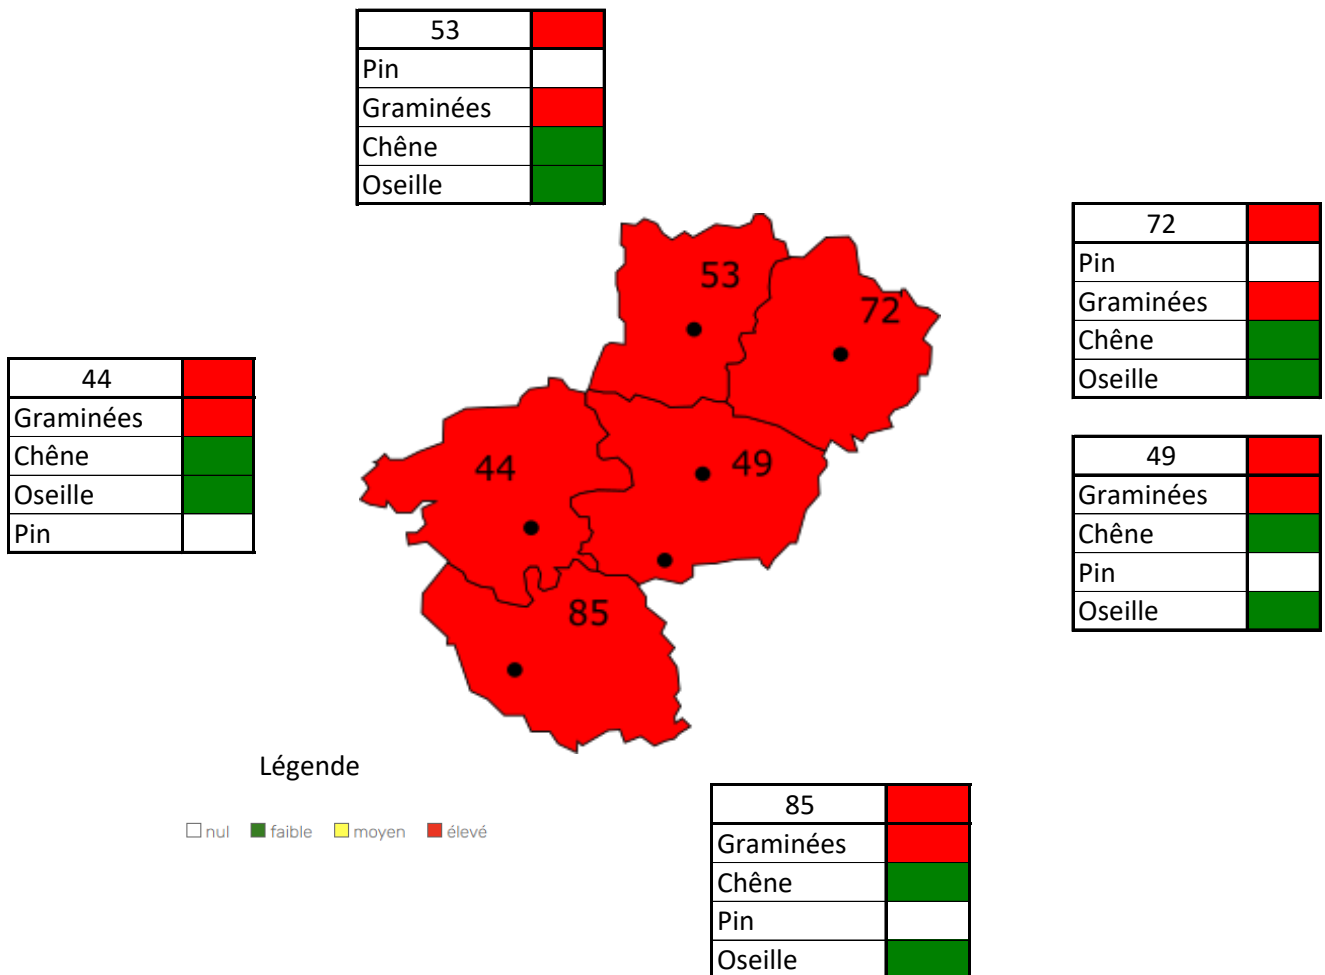 53
Pin
Graminées
Chêne
Oseille
72
Pin
Graminées
Chêne
Oseille
44
Graminées
Chêne
Oseille
Pin
49
Graminées
Chêne
Pin
Oseille
53
72
44
49
85
Légende
nul faible moyen élevé
85
Graminées
Chêne
Pin
Oseille